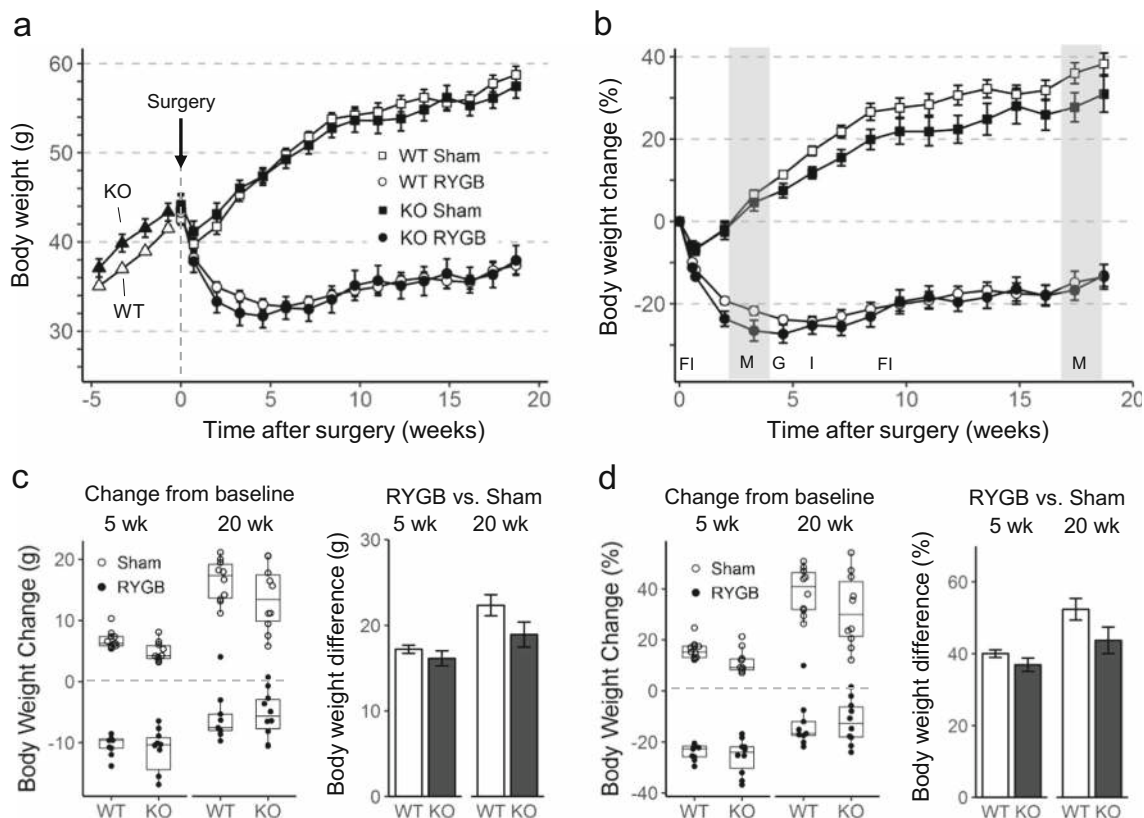 a
Body weight (g)
60
50
40
30
Surgery
KO
WT
WT Sham
WT RYGB
KO Sham
KO RYGB
-5
0
5
10
15
20
Time after surgery (weeks)
b
Body weight change (%)
40
20
0
-20
FI
M
G
I
FI
M
0
5
10
15
20
Time after surgery (weeks)
c
Change from baseline
5 wk
20 wk
Body Weight Change (g)
20
10
0
-10
Sham
RYGB
WT
KO
WT
KO
RYGB vs. Sham
5 wk
20 wk
Body weight difference (g)
30
20
10
0
WT
KO
WT
KO
d
Change from baseline
5 wk
20 wk
Body Weight Change (%)
60
40
20
0
-20
-40
Sham
RYGB
WT
KO
WT
KO
RYGB vs. Sham
5 wk
20 wk
Body weight difference (%)
60
40
20
0
WT
KO
WT
KO